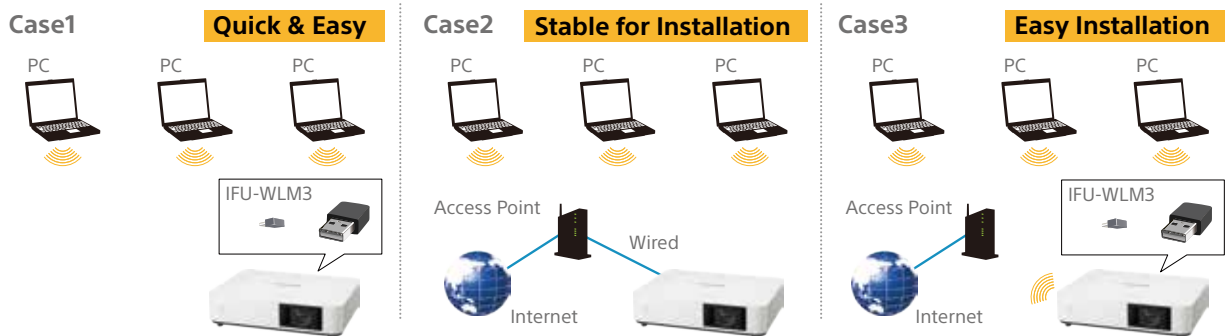 Case1
Quick & Easy
PC
PC
PC
IFU-WLM3
Case2
Stable for Installation
PC
PC
PC
Access Point
Wired
Internet
Case3
Easy Installation
PC
PC
PC
Access Point
IFU-WLM3
Internet